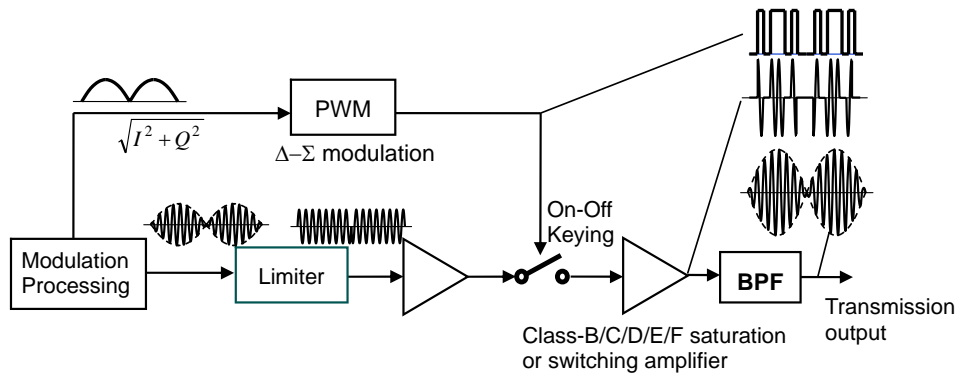 PWM
√I² + Q²
Δ–Σ modulation
On-Off
Keying
Modulation
Processing
Limiter
BPF
Transmission
output
Class-B/C/D/E/F saturation
or switching amplifier